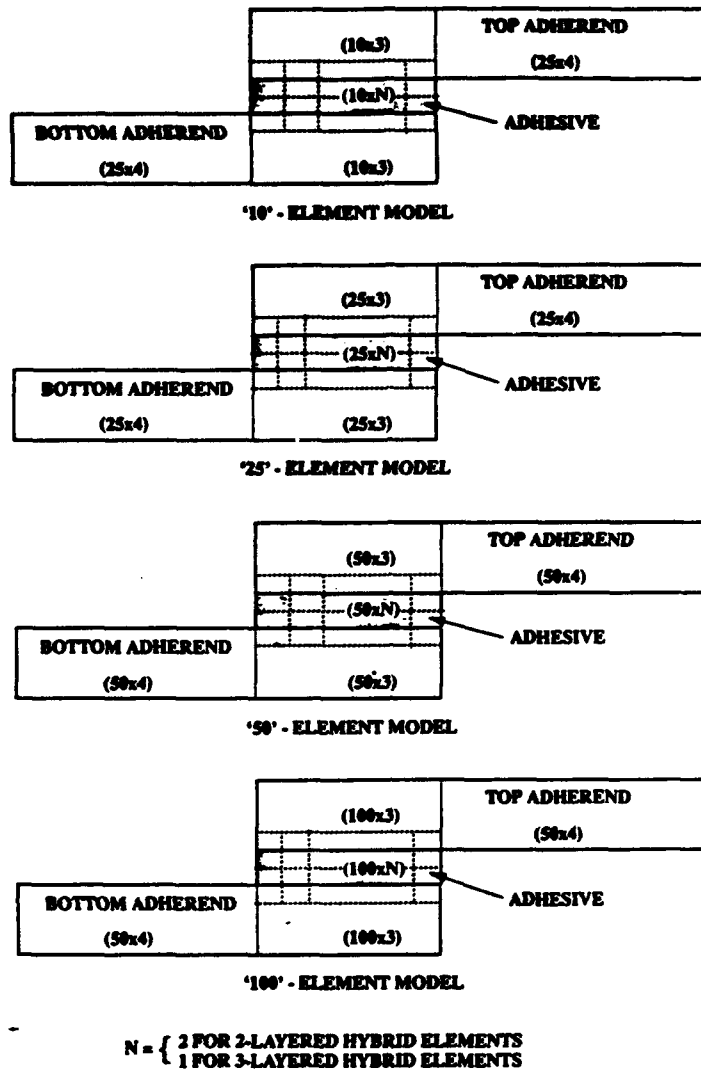 TOP ADHEREND
(10x3)
(25x4)
(10xN)
ADHESIVE
BOTTOM ADHEREND
(25x4)
(10x3)
'10' - ELEMENT MODEL
TOP ADHEREND
(25x3)
(25x4)
(25xN)
ADHESIVE
BOTTOM ADHEREND
(25x4)
(25x3)
'25' - ELEMENT MODEL
TOP ADHEREND
(50x3)
(50x4)
(50xN)
ADHESIVE
BOTTOM ADHEREND
(50x4)
(50x3)
'50' - ELEMENT MODEL
TOP ADHEREND
(100x3)
(50x4)
(100xN)
ADHESIVE
BOTTOM ADHEREND
(50x4)
(100x3)
'100' - ELEMENT MODEL
N = { 2 FOR 2-LAYERED HYBRID ELEMENTS
1 FOR 3-LAYERED HYBRID ELEMENTS